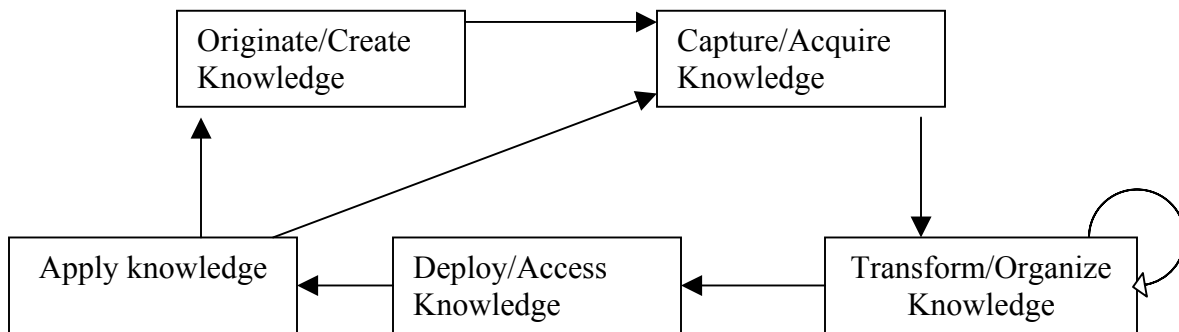 Originate/Create
Knowledge
Capture/Acquire
Knowledge
Apply knowledge
Deploy/Access
Knowledge
Transform/Organize
Knowledge